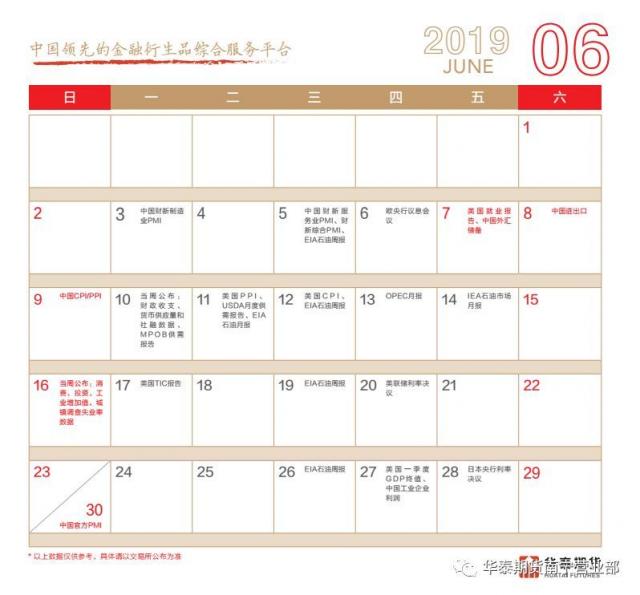 中国领先的金融衍生品综合服务平台
2019
JUNE
06
日 一 二 三 四 五 六
1
2
3
中国财新制造
业PMI
4
5
中国财新服
务业PMI、财
新综合PMI、
EIA石油周报
6
欧央行议息会
议
7
美国就业报
告、中国外汇
储备
8
中国进出口
9
中国CPI/PPI
10
当周公布：
财政收支、
货币供应量和
社融数据、
MPOB供需
报告
11
美国PPI、
USDA月度供
需报告、EIA
石油月报
12
美国CPI、
EIA石油周报
13
OPEC月报
14
IEA石油市场
月报
15
16
当周公布：消
费、投资、工
业增加值、城
镇调查失业率
数据
17
美国TIC报告
18
19
EIA石油周报
20
美联储利率决
议
21
22
23
30
中国官方PMI
24
25
26
EIA石油周报
27
美国一季度
GDP终值、
中国工业企业
利润
28
日本央行利率
决议
29
* 以上数据仅供参考，具体请以交易所公布为准
华泰期货
HUATAI FUTURES
华泰期货南宁营业部